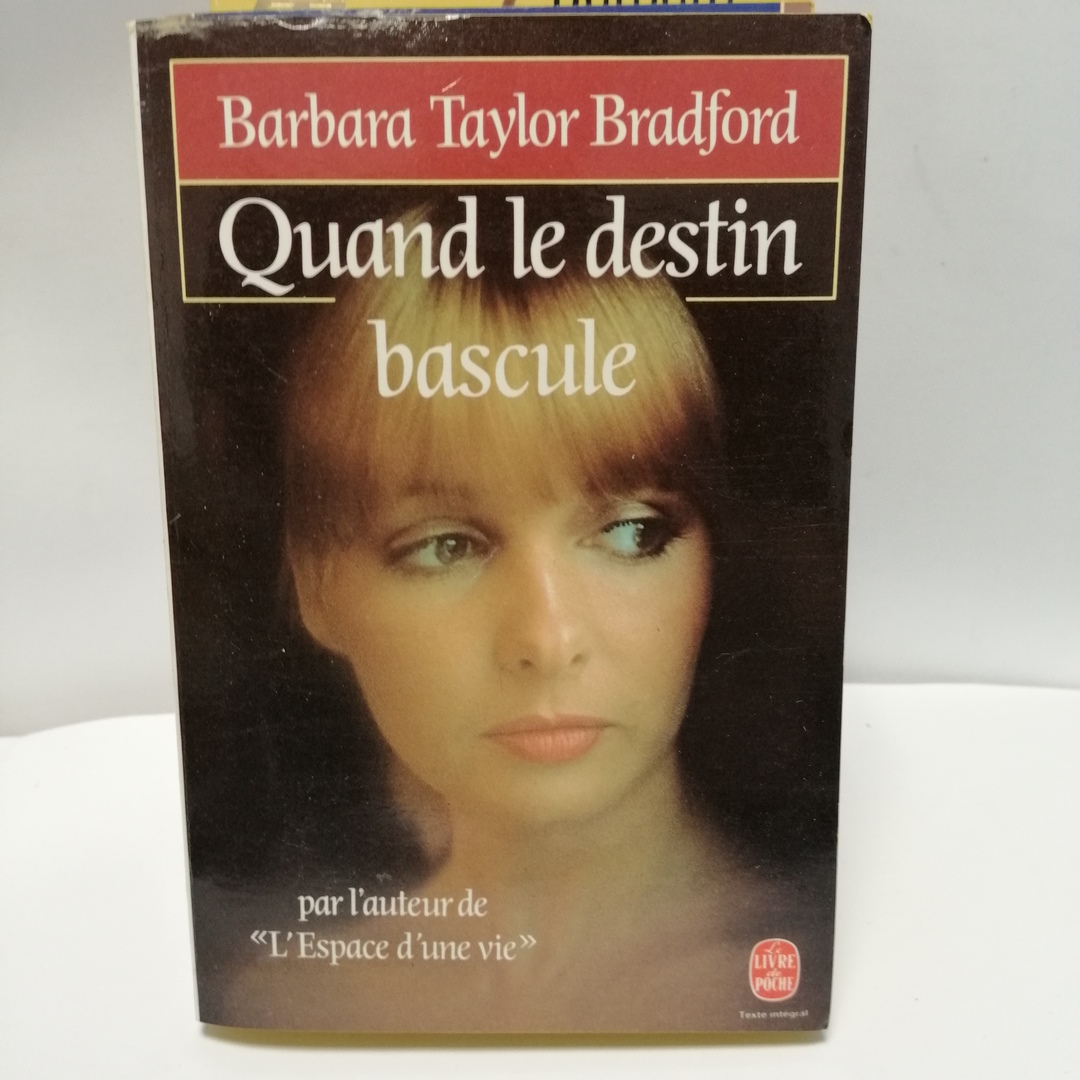 Barbara Taylor Bradford
Quand le destin
bascule
par l'auteur de
«L'Espace d'une vie»
Le
LIVRE
de
POCHE
Texte intégral